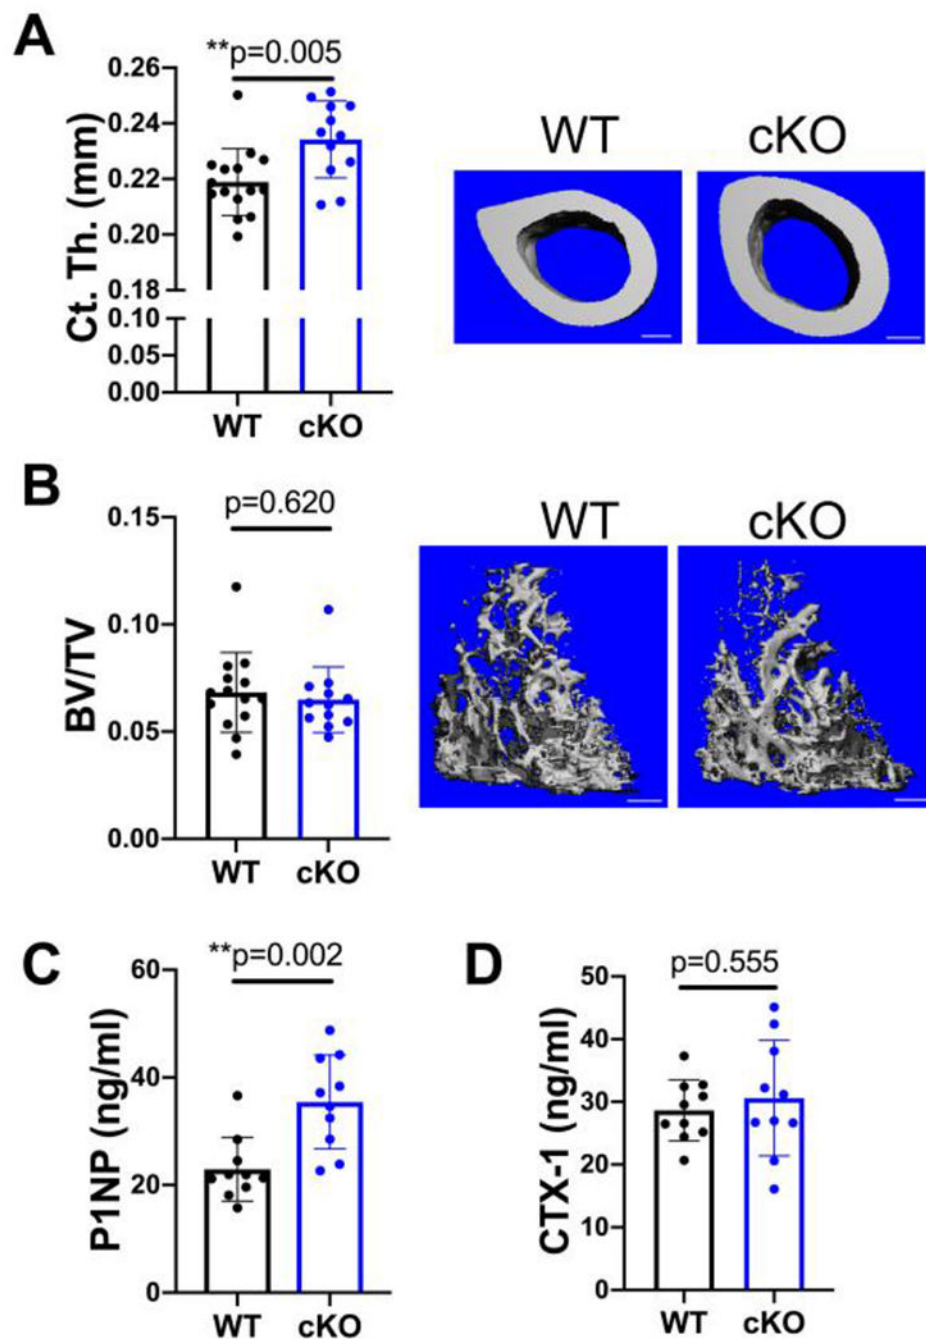 A
**p=0.005
Ct. Th. (mm)
0.26
0.24
0.22
0.20
0.18
0.10
0.05
0.00
WT
cKO
WT
cKO
B
p=0.620
BV/TV
0.15
0.10
0.05
0.00
WT
cKO
WT
cKO
C
**p=0.002
P1NP (ng/ml)
60
40
20
0
WT
cKO
D
p=0.555
CTX-1 (ng/ml)
50
40
30
20
10
0
WT
cKO